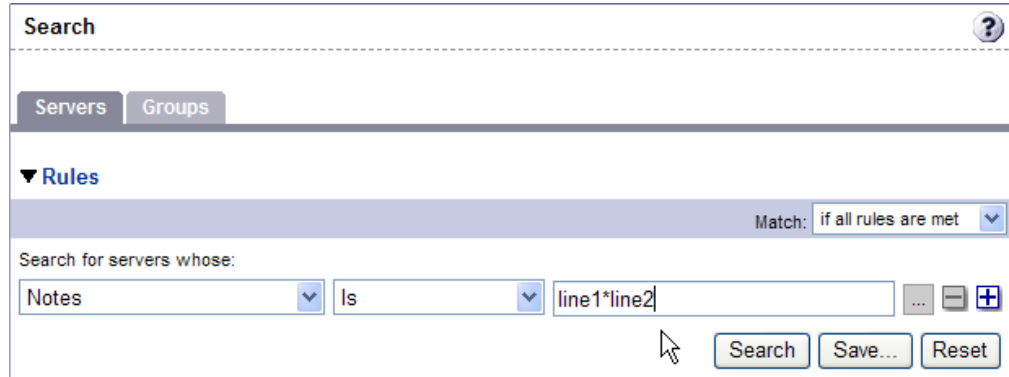 Search ?
Servers Groups
Rules
Match: if all rules are met
Search for servers whose:
Notes Is line1*line2 ...
Search Save... Reset